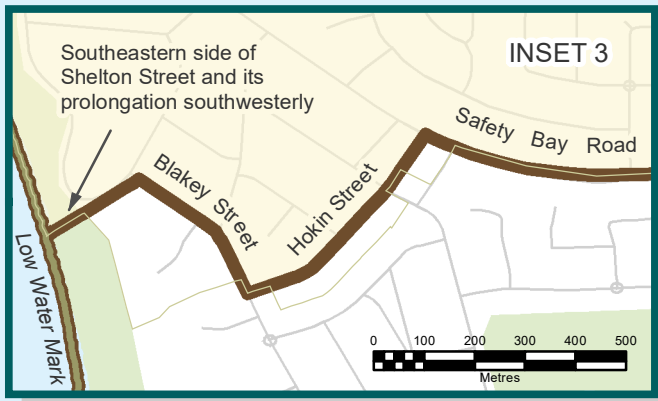 INSET 3
Southeastern side of
Shelton Street and its
prolongation southwesterly
Safety Bay Road
Blakey Street
Hokin Street
Low Water Mark
0 100 200 300 400 500
Metres